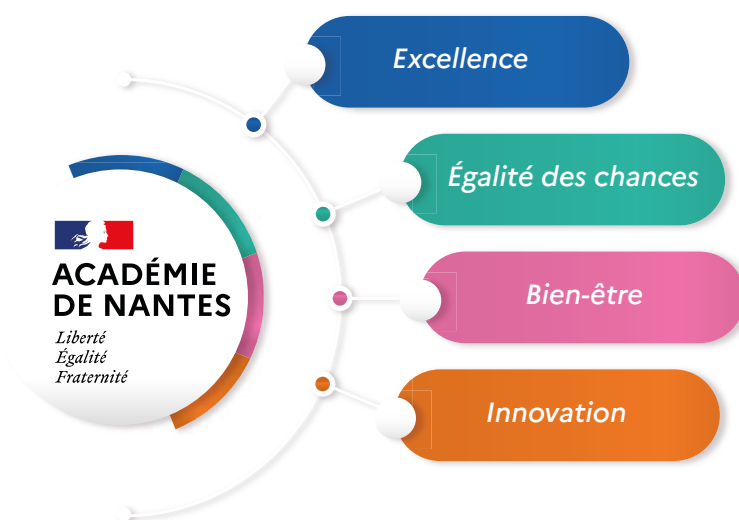 Excellence
Égalité des chances
ACADÉMIE
DE NANTES
Liberté
Égalité
Fraternité
Bien-être
Innovation